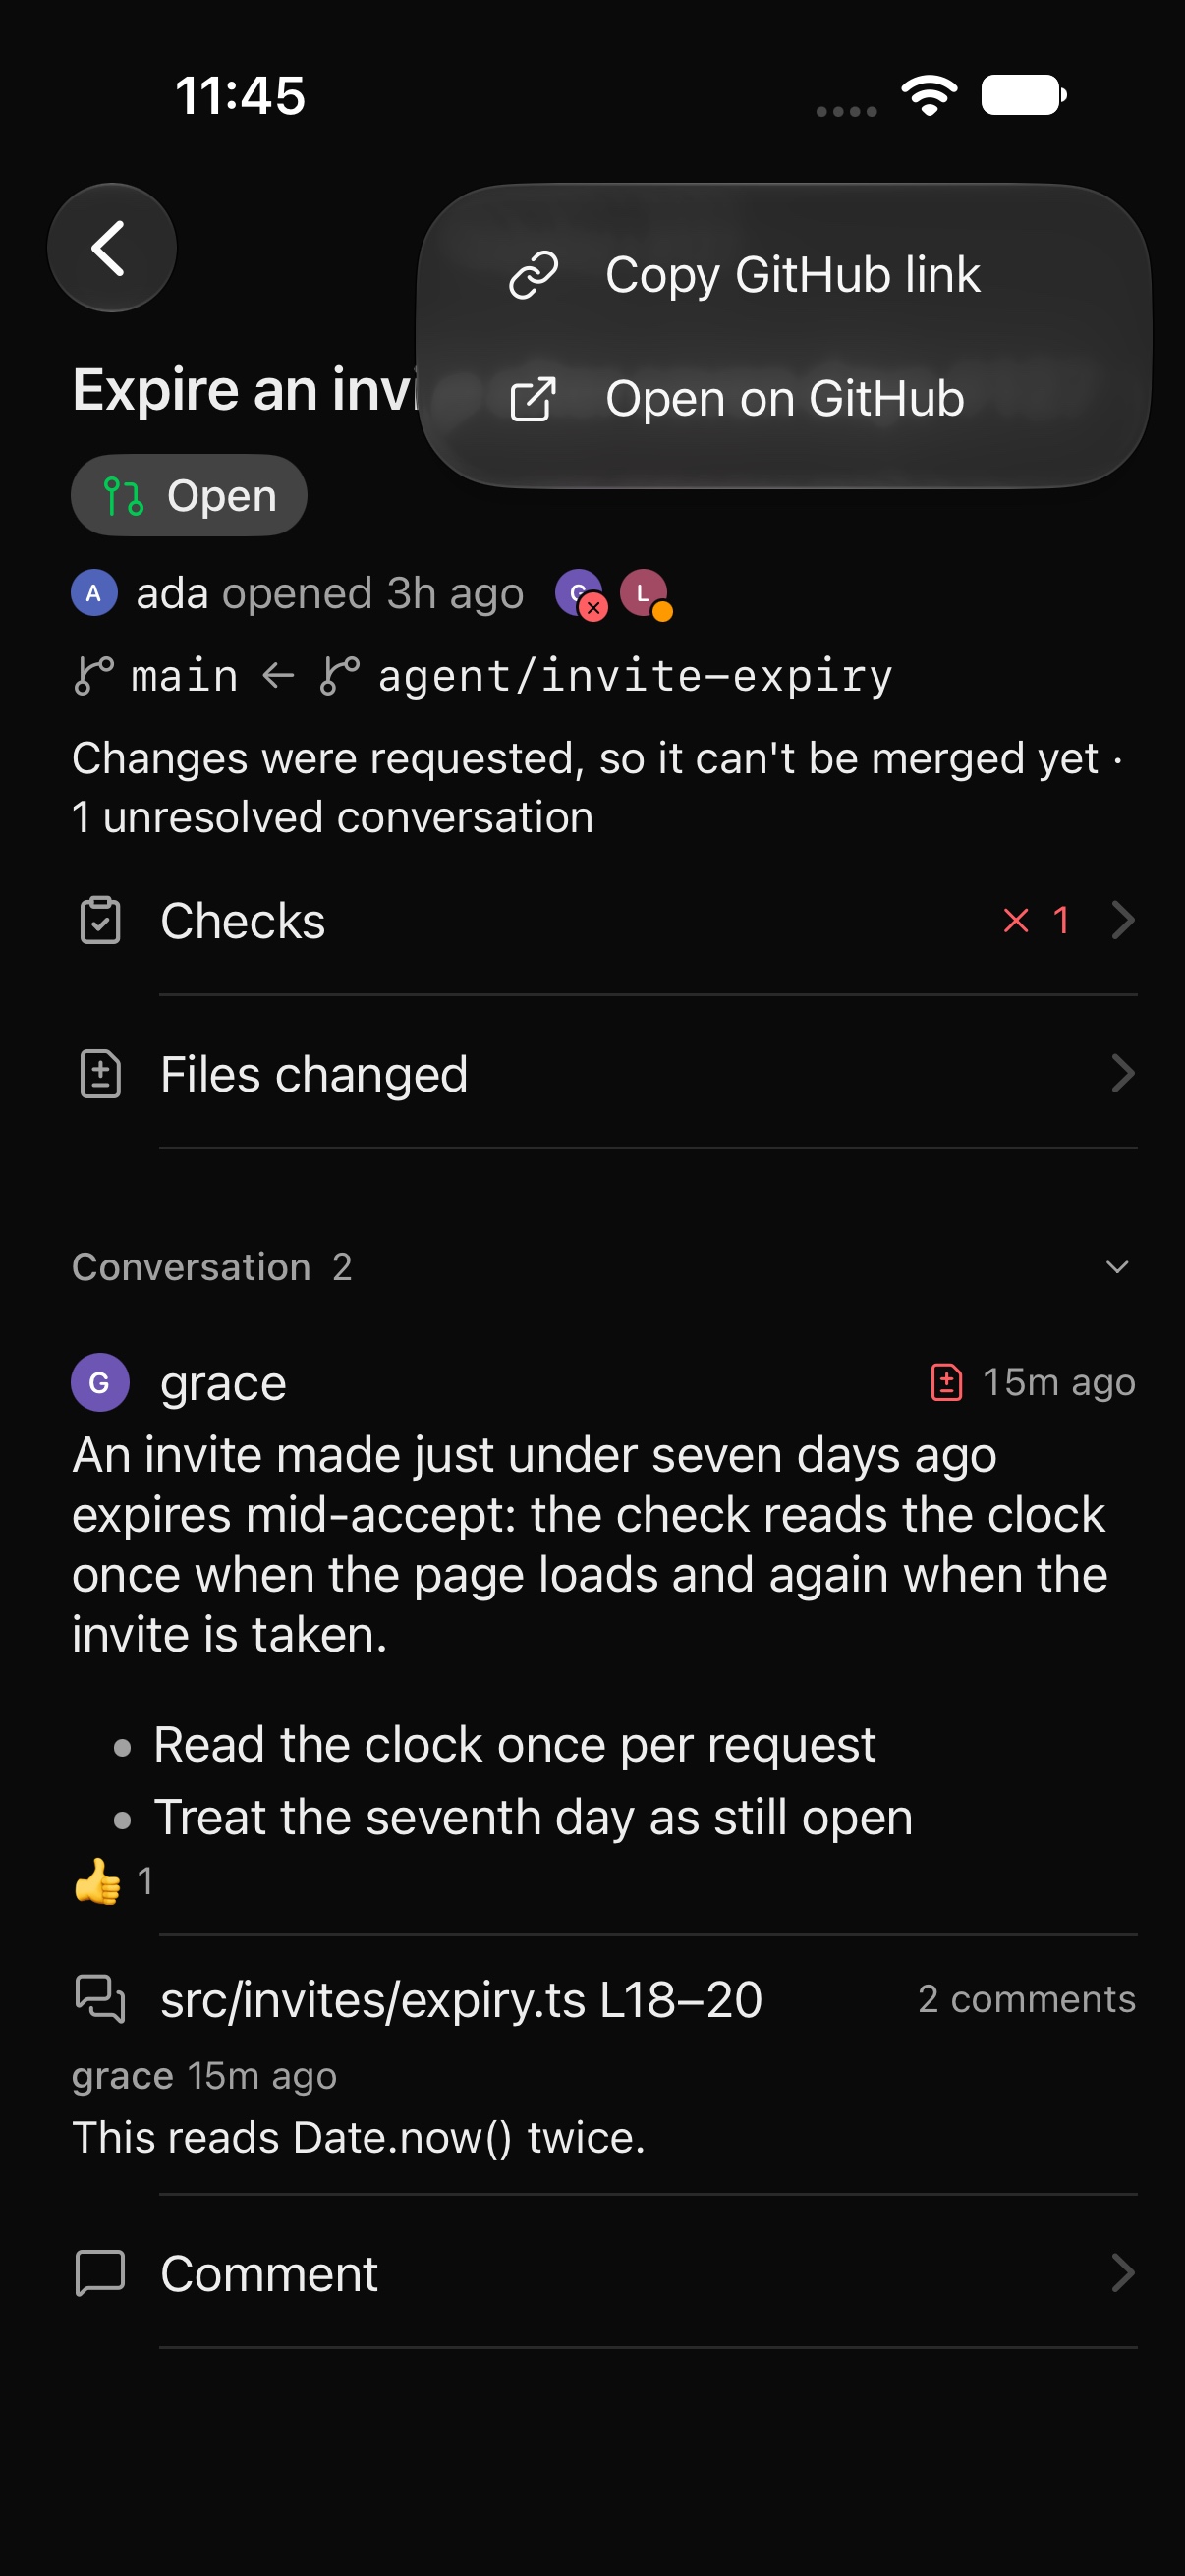 11:45
Copy GitHub link
Open on GitHub
Expire an invi
Open
A ada opened 3h ago G L
main ← agent/invite-expiry
Changes were requested, so it can't be merged yet ·
1 unresolved conversation
Checks 1
Files changed
Conversation 2
G grace 15m ago
An invite made just under seven days ago
expires mid-accept: the check reads the clock
once when the page loads and again when the
invite is taken.
• Read the clock once per request
• Treat the seventh day as still open
👍 1
src/invites/expiry.ts L18–20 2 comments
grace 15m ago
This reads Date.now() twice.
Comment